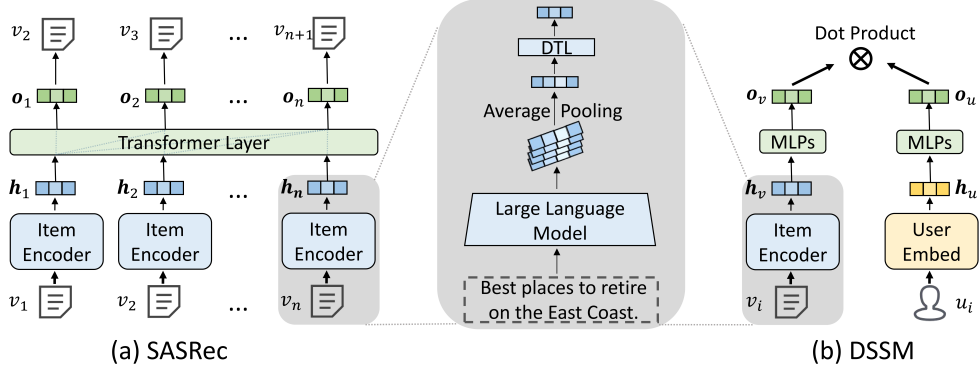 v2 v3 ... vn+1
o1 o2 ... on
Transformer Layer
h1 h2 ... hn
Item Encoder
Item Encoder
Item Encoder
v1 v2 ... vn
(a) SASRec
DTL
Average Pooling
Large Language
Model
Best places to retire
on the East Coast.
Dot Product
ov ou
MLPs MLPs
hv hu
Item Encoder
User Embed
vi ui
(b) DSSM